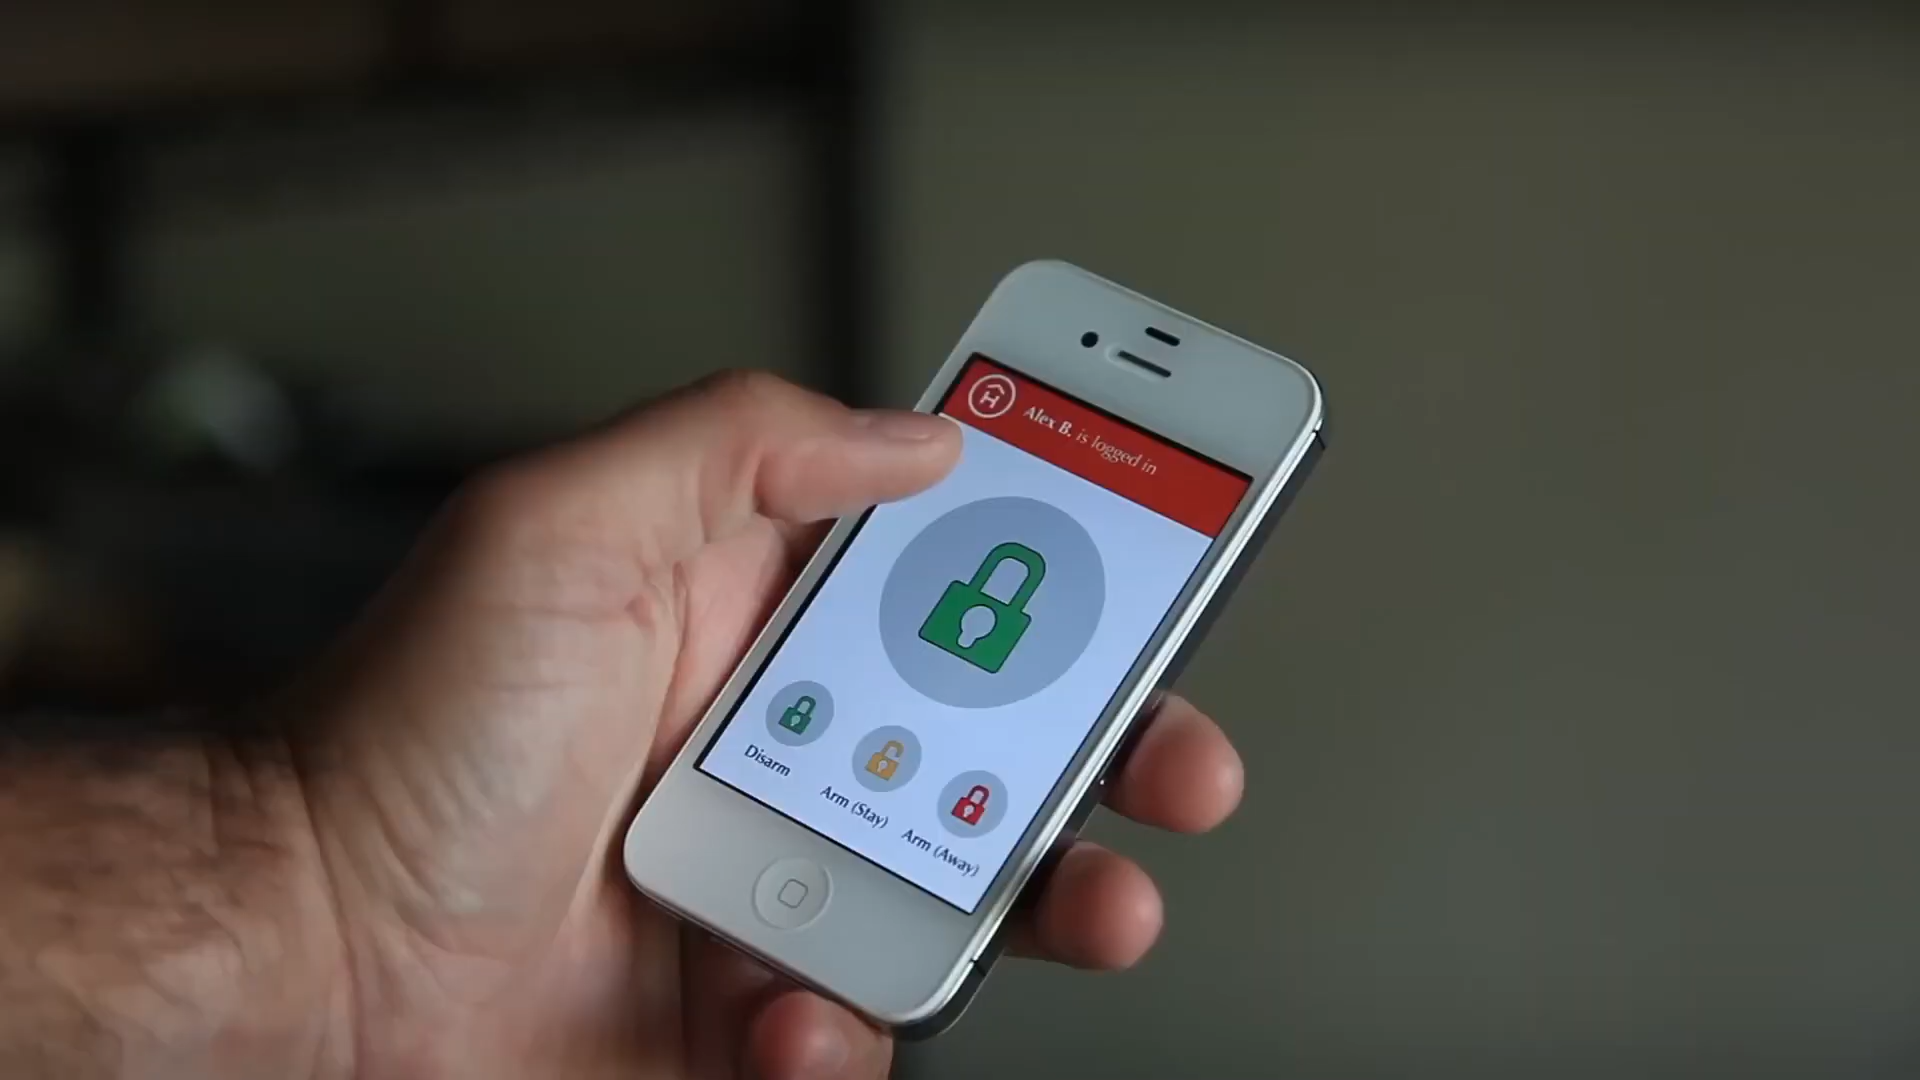 H
Alex B. is logged in
Disarm
Arm (Stay)
Arm (Away)